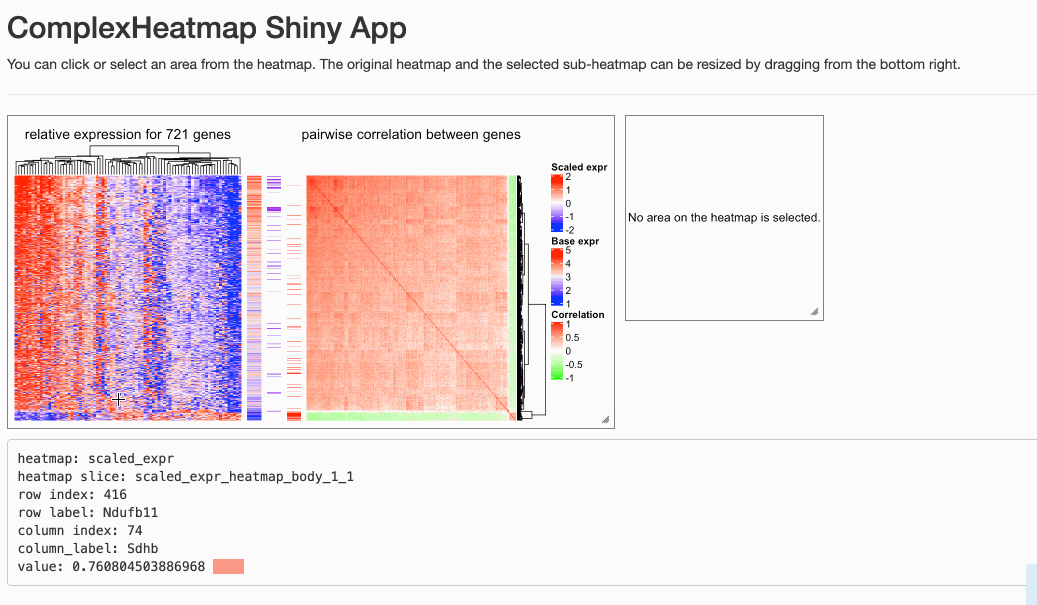 ComplexHeatmap Shiny App
You can click or select an area from the heatmap. The original heatmap and the selected sub-heatmap can be resized by dragging from the bottom right.
relative expression for 721 genes
pairwise correlation between genes
Scaled expr
2
1
0
-1
-2
Base expr
5
4
3
2
1
Correlation
1
0.5
0
-0.5
-1
No area on the heatmap is selected.
heatmap: scaled_expr
heatmap slice: scaled_expr_heatmap_body_1_1
row index: 416
row label: Ndufb11
column index: 74
column_label: Sdhb
value: 0.760804503886968